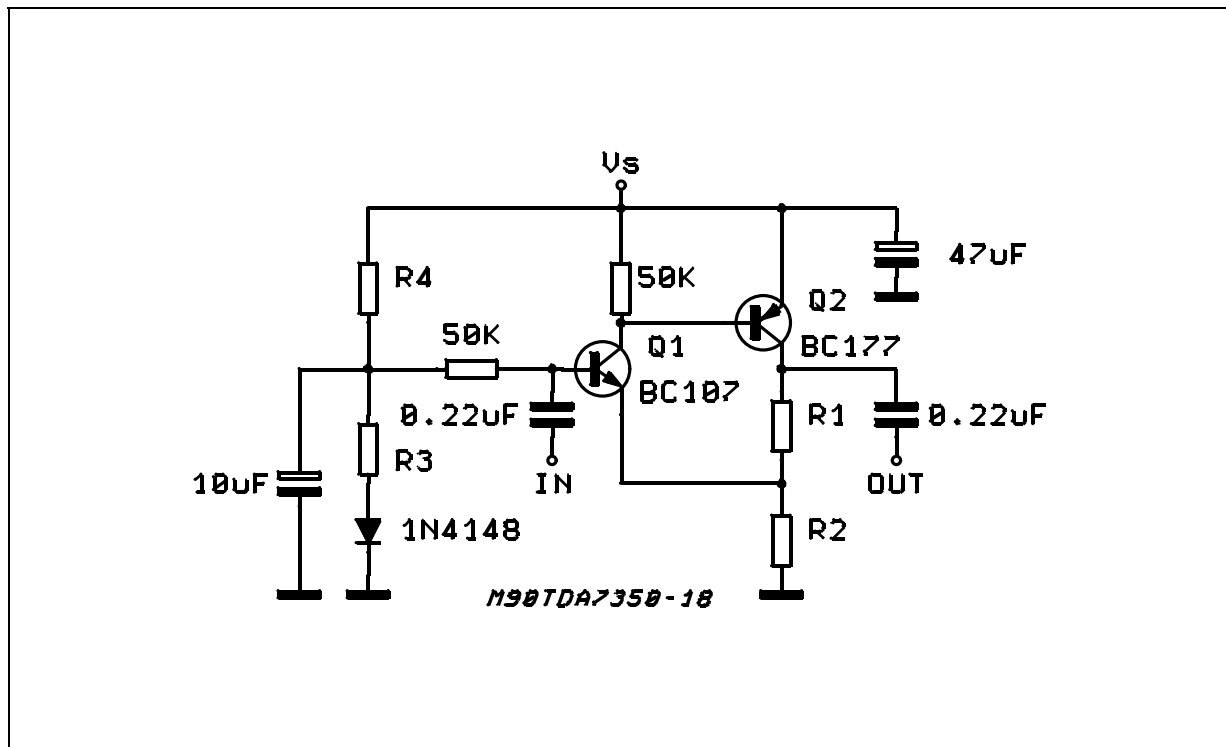 Vs
R4
50K
47uF
Q2
50K
Q1
BC177
BC107
0.22uF
R1
0.22uF
R3
10uF
IN
OUT
1N4148
R2
M90TDA7350-18